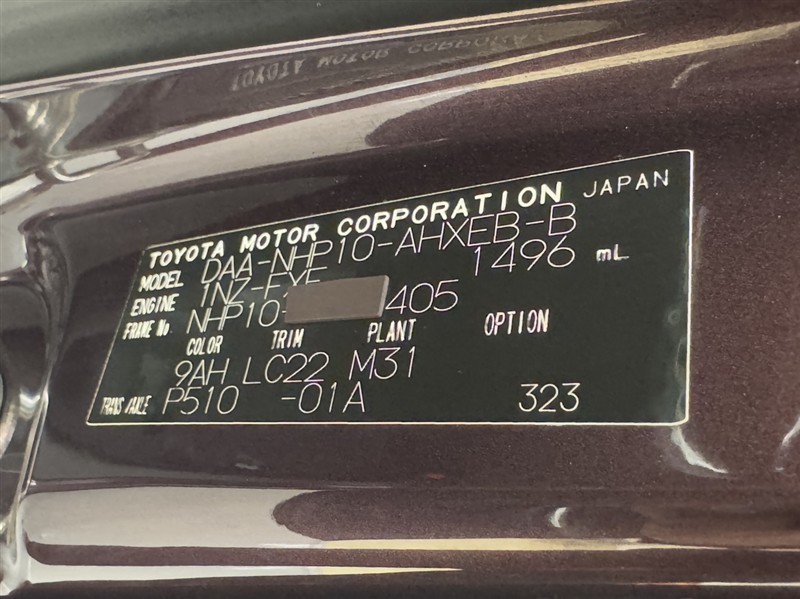 TOYOTA MOTOR CORPORATION JAPAN
MODEL DAA-NHP10-AHXEB-B
ENGINE 1NZ-FXE 1496 mL
FRAME No. NHP10- 405
COLOR TRIM PLANT OPTION
9AH LC22 M31
TRANS/AXLE P510 -01A 323